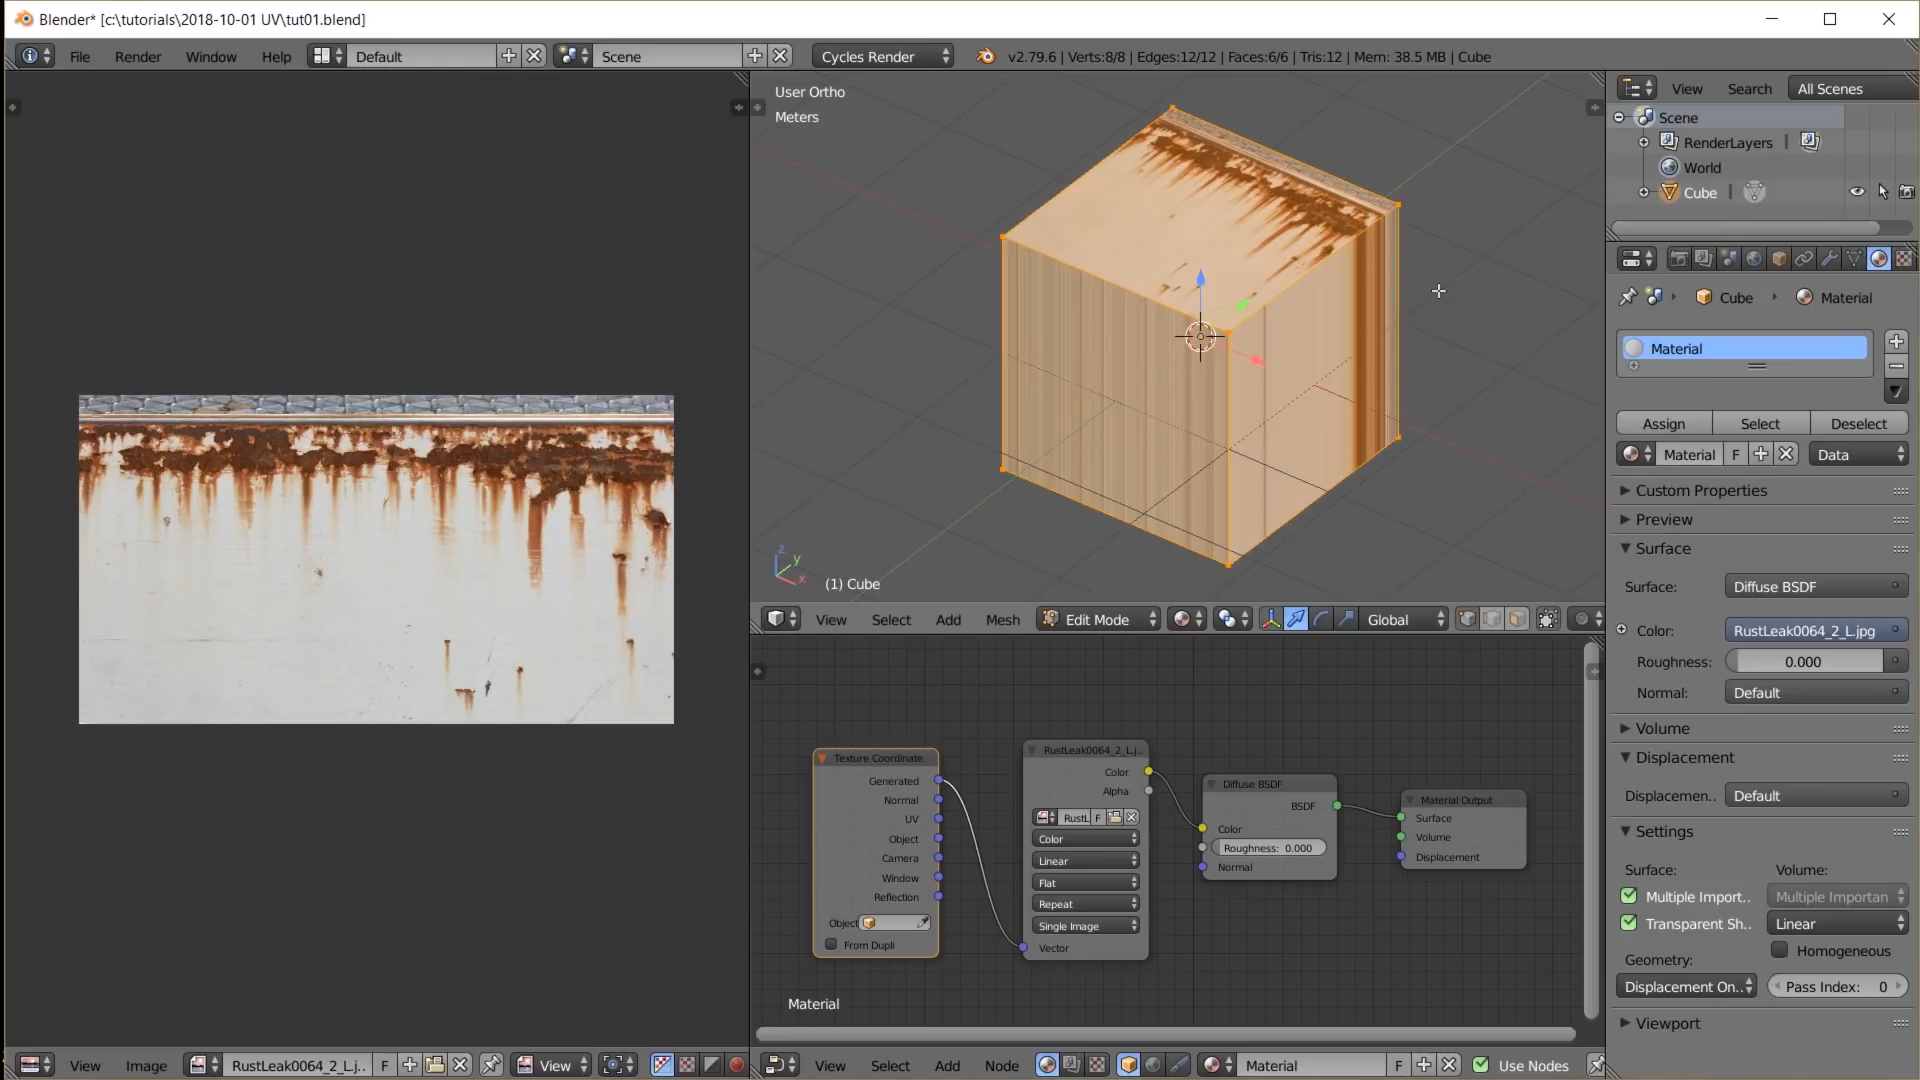 Blender* [c:\tutorials\2018-10-01 UV\tut01.blend]
File Render Window Help Default Scene Cycles Render v2.79.6 | Verts:8/8 | Edges:12/12 | Faces:6/6 | Tris:12 | Mem: 38.5 MB | Cube
User Ortho
Meters
z
y
x
(1) Cube
View Select Add Mesh Edit Mode Global
Texture Coordinate
Generated
Normal
UV
Object
Camera
Window
Reflection
Object
From Dupli
RustLeak0064_2_L.j..
Color
Alpha
RustL F
Color
Linear
Flat
Repeat
Single Image
Vector
Diffuse BSDF
BSDF
Color
Roughness: 0.000
Normal
Material Output
Surface
Volume
Displacement
Material
View Image RustLeak0064_2_L.j.. F View
View Select Add Node Material F Use Nodes
View Search All Scenes
Scene
RenderLayers |
World
Cube |
Cube Material
Material
Assign Select Deselect
Material F Data
Custom Properties
Preview
Surface
Surface: Diffuse BSDF
Color: RustLeak0064_2_L.jpg
Roughness: 0.000
Normal: Default
Volume
Displacement
Displacemen.. Default
Settings
Surface: Volume:
Multiple Import.. Multiple Importan
Transparent Sh.. Linear
Homogeneous
Geometry:
Displacement On.. Pass Index: 0
Viewport